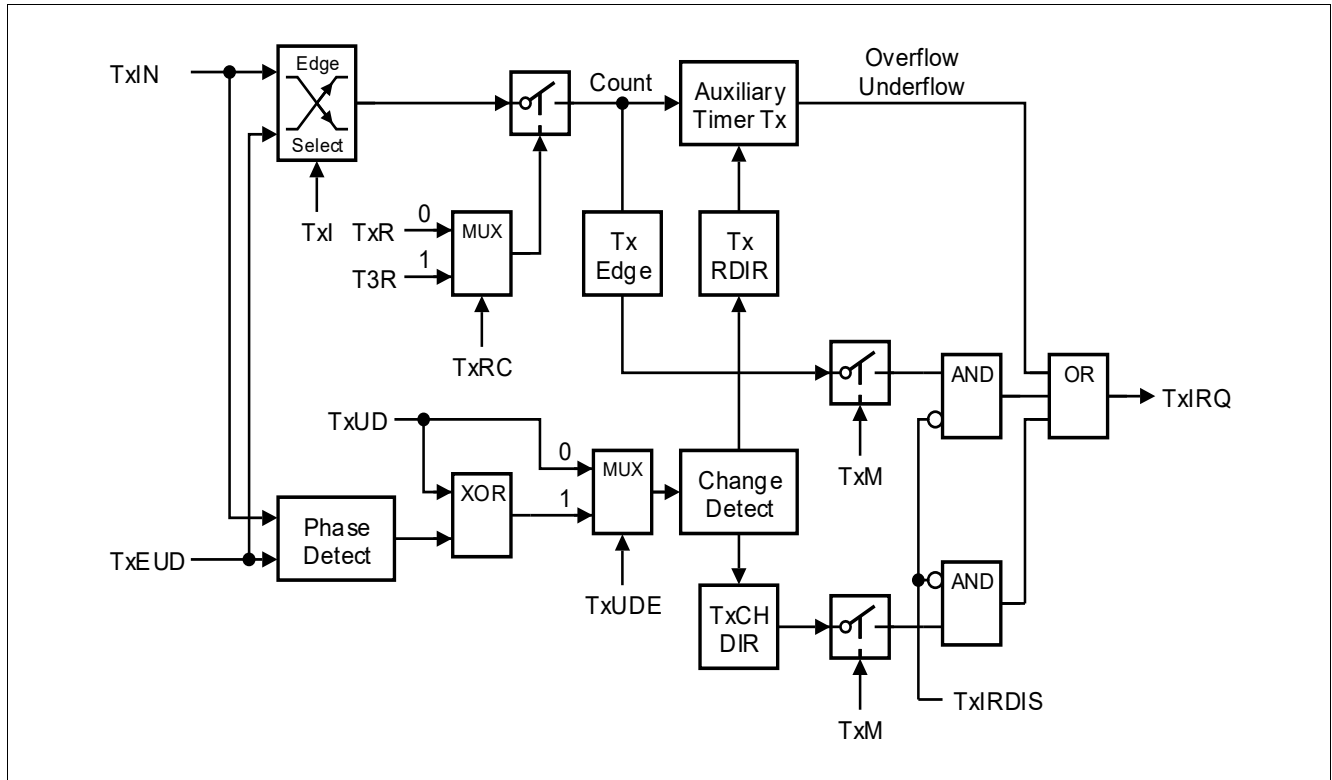 TxIN
Edge
Select
TxI
Count
Auxiliary
Timer Tx
Overflow
Underflow
TxR
0
T3R
1
MUX
TxRC
Tx
Edge
Tx
RDIR
TxUD
0
1
XOR
MUX
TxUDE
Phase
Detect
TxEUD
Change
Detect
TxCH
DIR
TxM
AND
OR
TxIRQ
AND
TxM
TxIRDIS